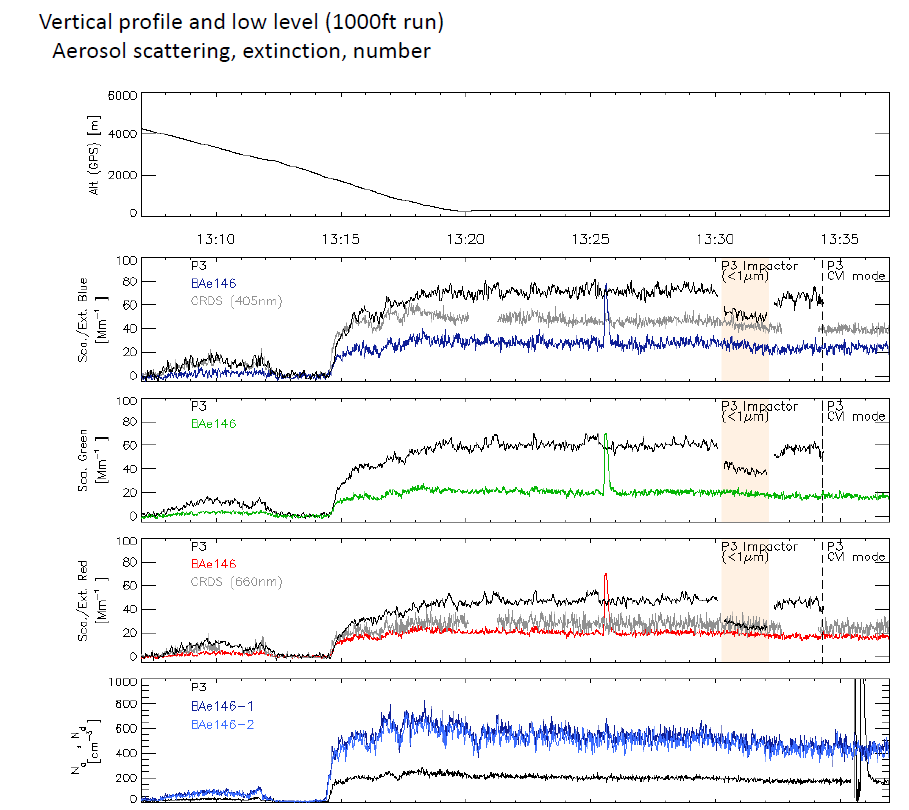 Vertical profile and low level (1000ft run)
Aerosol scattering, extinction, number
6000
4000
2000
0
Alt (GPS) [m]
13:10 13:15 13:20 13:25 13:30 13:35
100
80
60
40
20
0
Sca./Ext. Blue
[Mm⁻¹ ]
P3
BAe146
CRDS (405nm)
P3 Impactor
(<1μm)
P3
CVI mode
100
80
60
40
20
0
Sca. Green
[Mm⁻¹ ]
P3
BAe146
P3 Impactor
(<1μm)
P3
CVI mode
100
80
60
40
20
0
Sca./Ext. Red
[Mm⁻¹ ]
P3
BAe146
CRDS (660nm)
P3 Impactor
(<1μm)
P3
CVI mode
1000
800
600
400
200
0
[cm⁻³ ]
P3
BAe146-1
BAe146-2